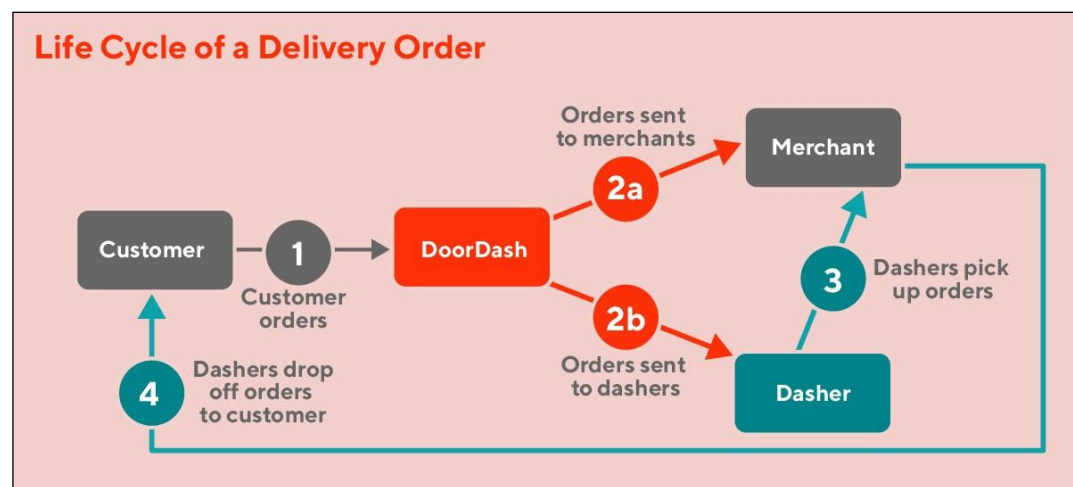 Life Cycle of a Delivery Order
Customer
1
Customer
orders
DoorDash
2a
Orders sent
to merchants
Merchant
2b
Orders sent
to dashers
Dasher
3
Dashers pick
up orders
4
Dashers drop
off orders
to customer